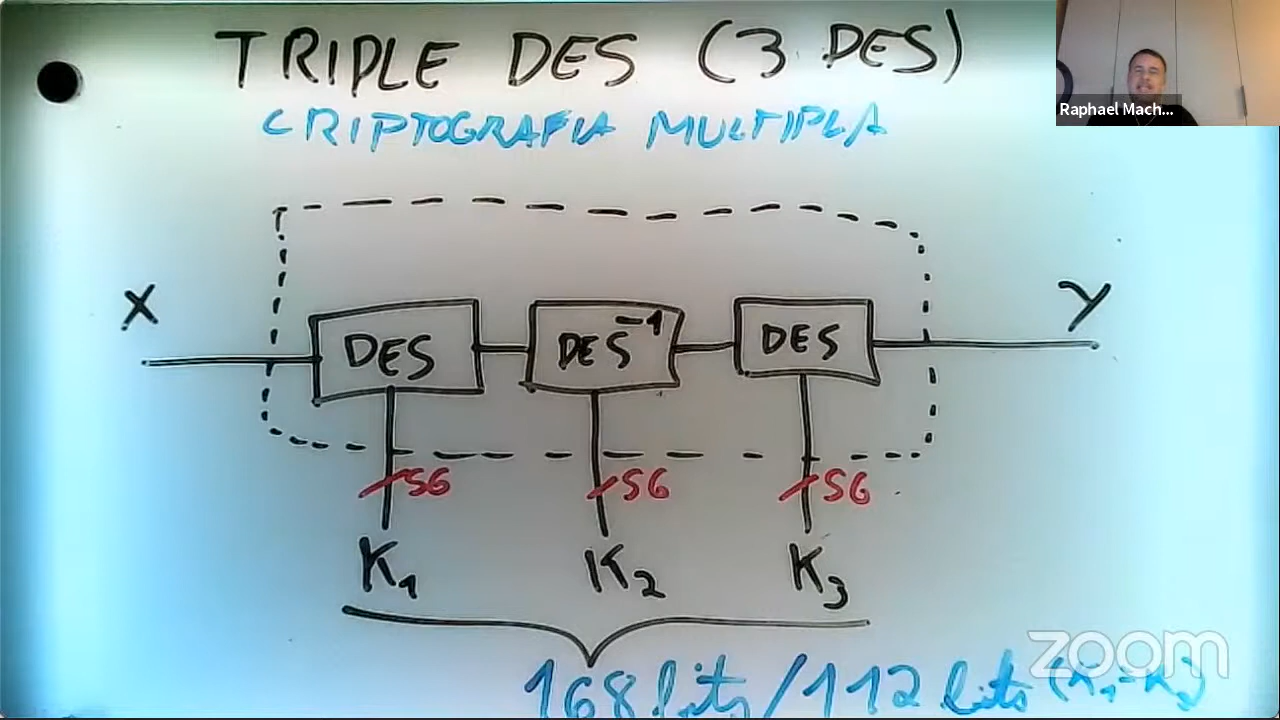 TRIPLE DES (3 DES)
CRIPTOGRAFIA MULTIPLA
Raphael Mach...
X
Y
DES
DES⁻¹
DES
56
56
56
K₁
K₂
K₃
zoom
168 bits / 112 bits